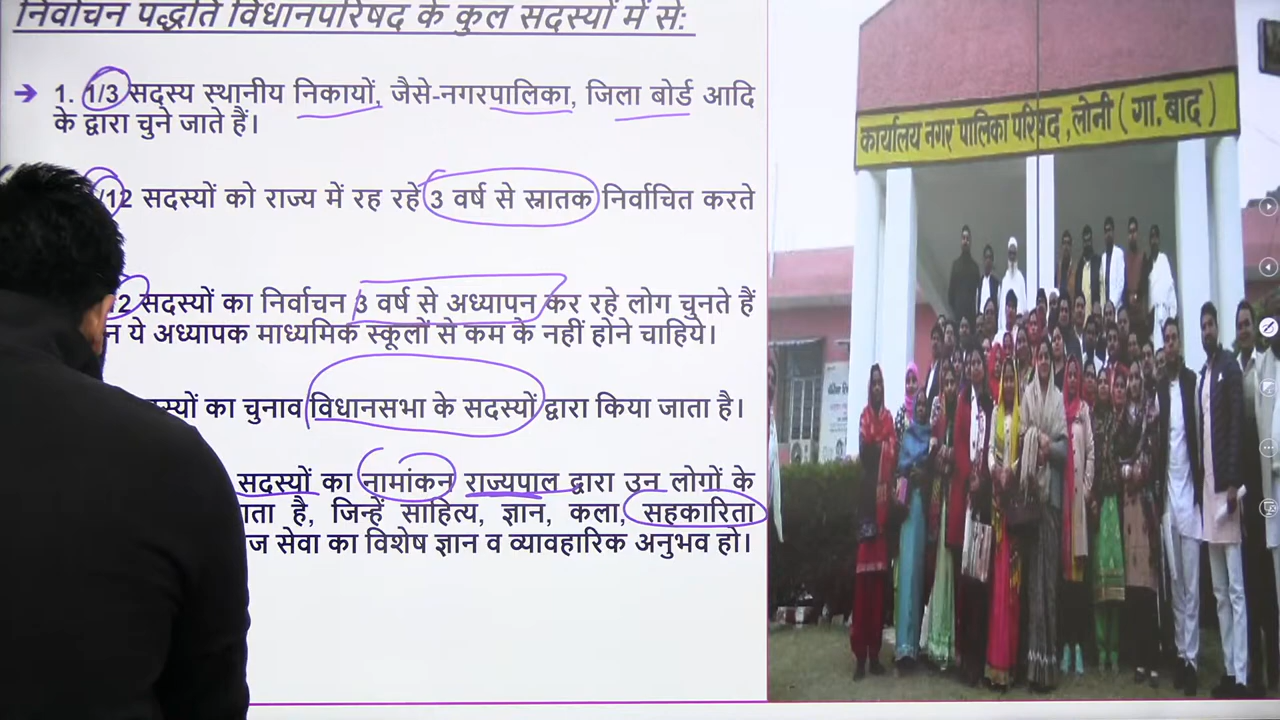 निर्वाचन पद्धति विधानपरिषद के कुल सदस्यों में से:
1. 1/3 सदस्य स्थानीय निकायों, जैसे-नगरपालिका, जिला बोर्ड आदि
के द्वारा चुने जाते हैं।
/12 सदस्यों को राज्य में रह रहें 3 वर्ष से स्नातक निर्वाचित करते
सदस्यों का निर्वाचन 3 वर्ष से अध्यापन कर रहे लोग चुनते हैं
ये अध्यापक माध्यमिक स्कूलों से कम के नहीं होने चाहिये।
का चुनाव विधानसभा के सदस्यों द्वारा किया जाता है।
सदस्यों का नामांकन राज्यपाल द्वारा उन लोगों के
है, जिन्हें साहित्य, ज्ञान, कला, सहकारिता
सेवा का विशेष ज्ञान व व्यावहारिक अनुभव हो।
कार्यालय नगर पालिका परिषद, लोनी (गा.बाद)